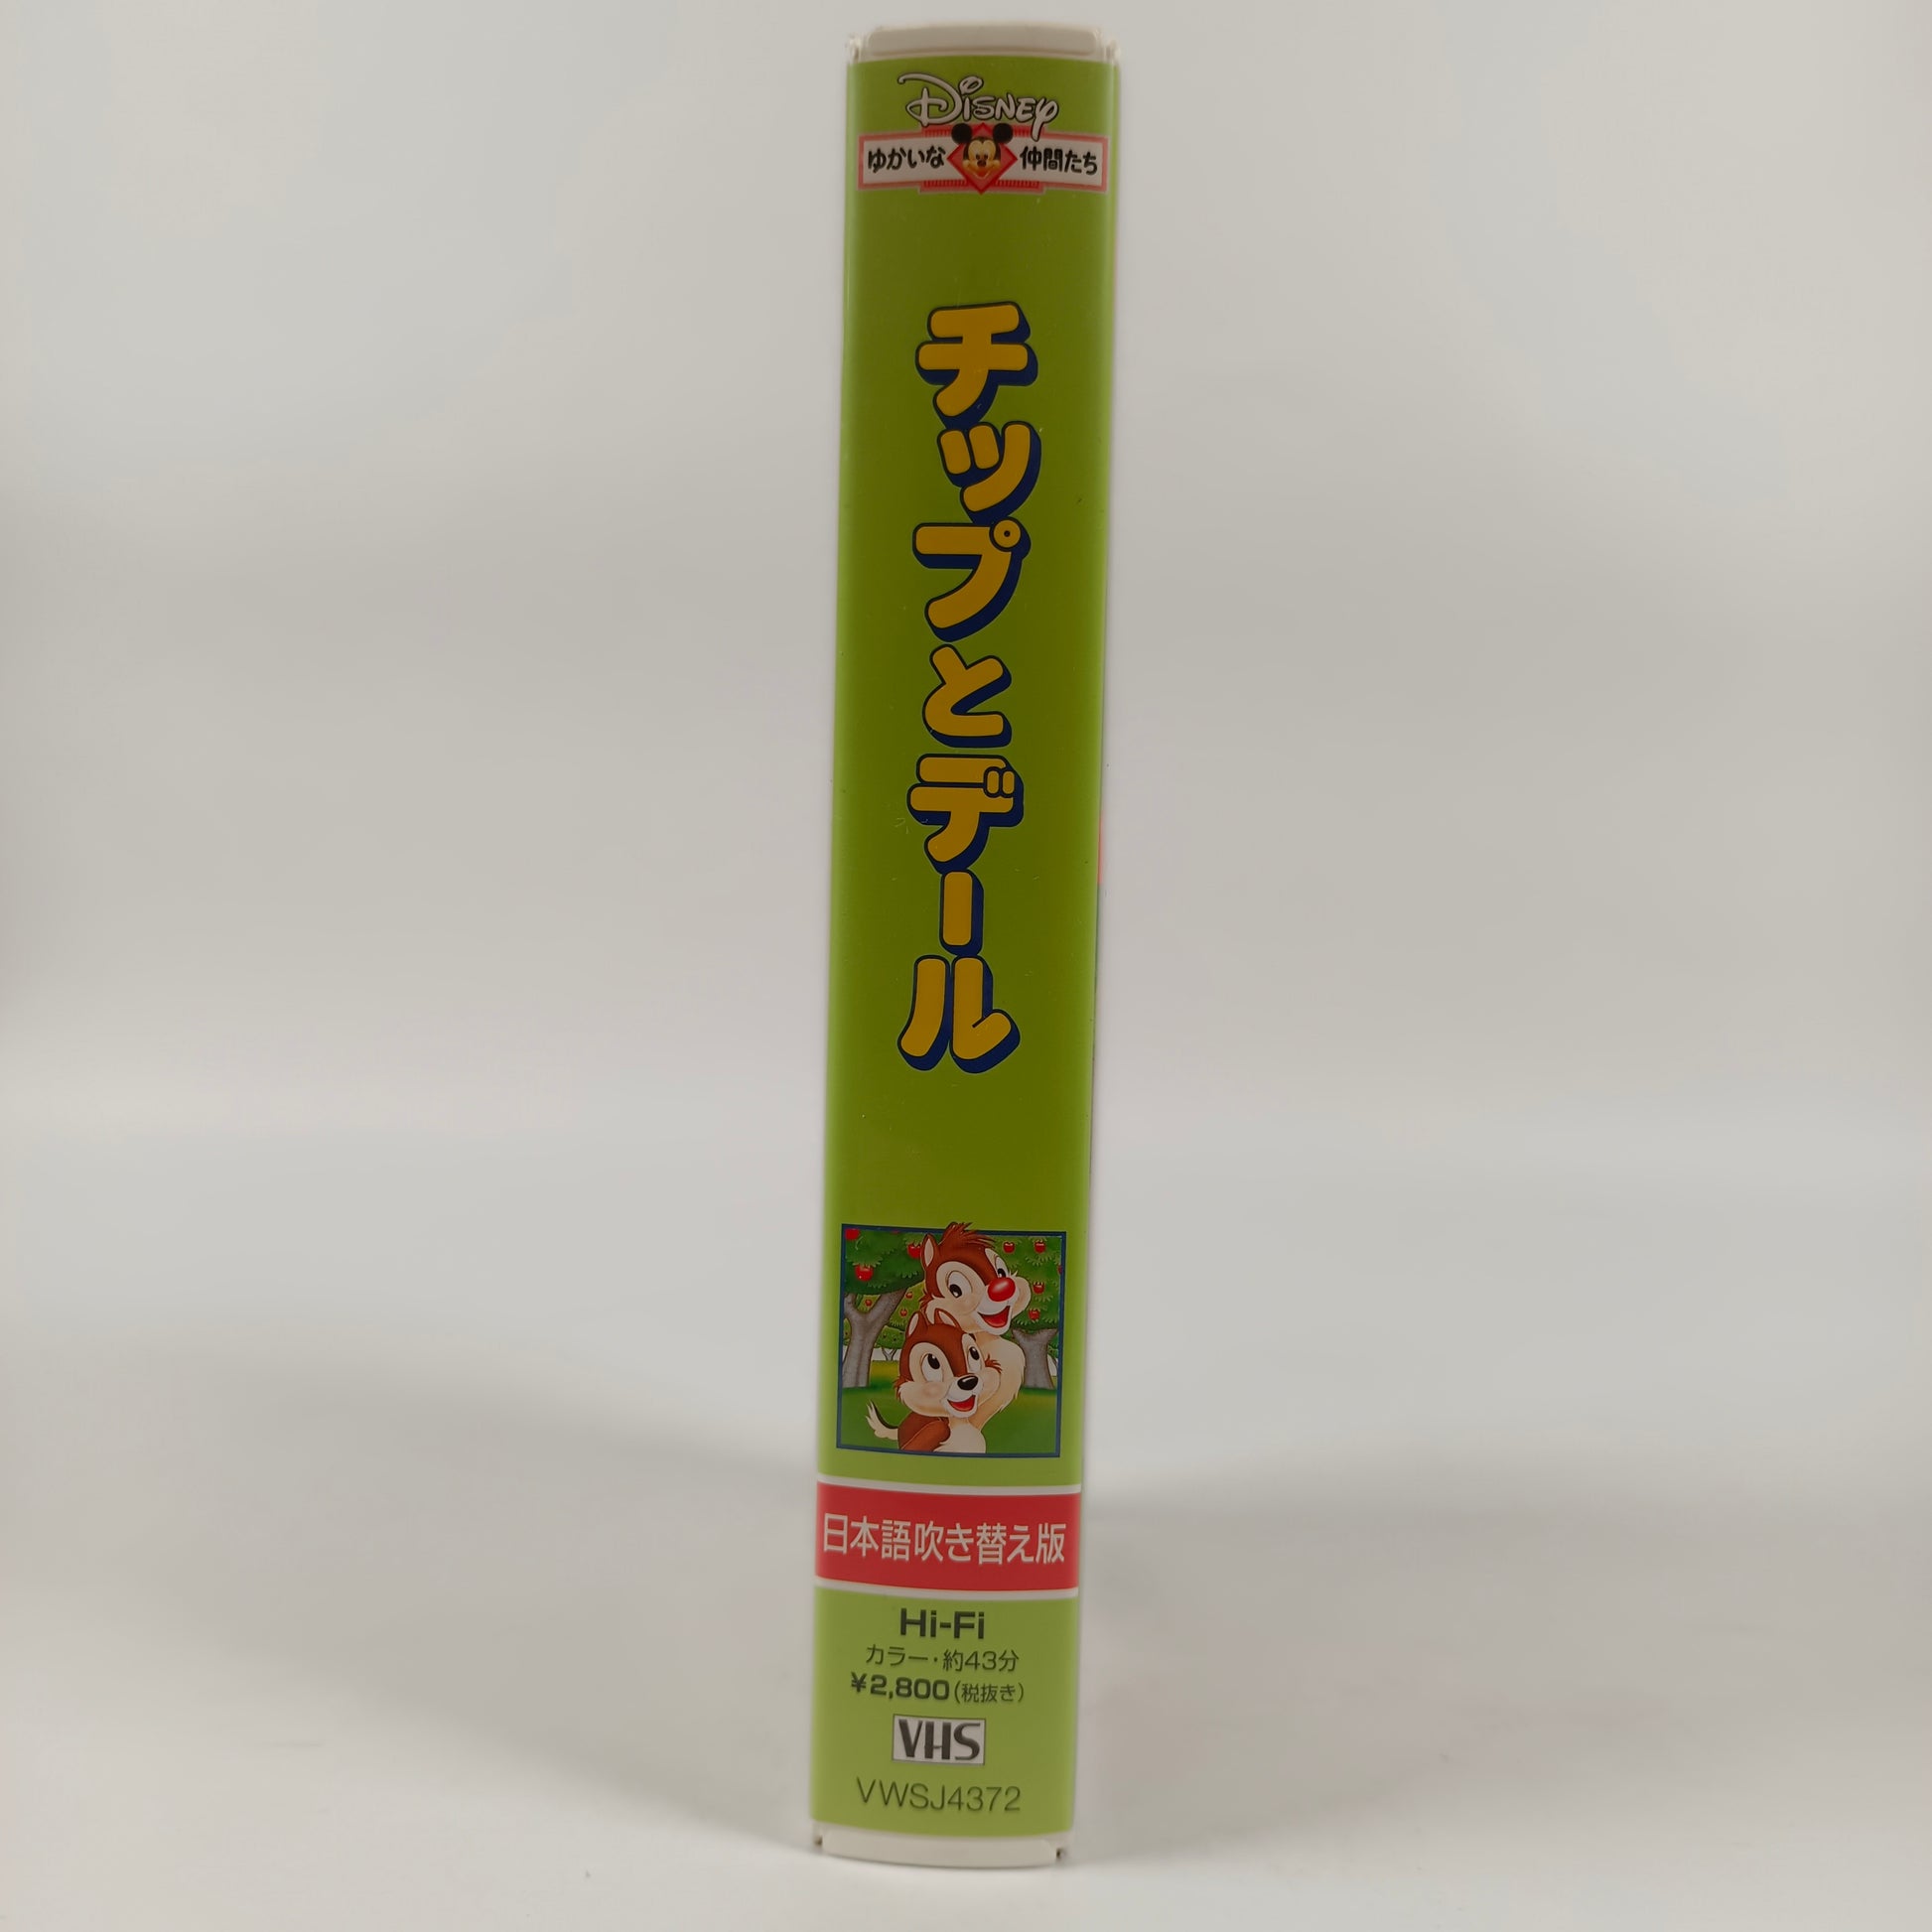 Disney
ゆかいな仲間たち
チップとデール
日本語吹き替え版
Hi-Fi
カラー・約43分
¥2,800(税抜き)
VHS
VWSJ4372